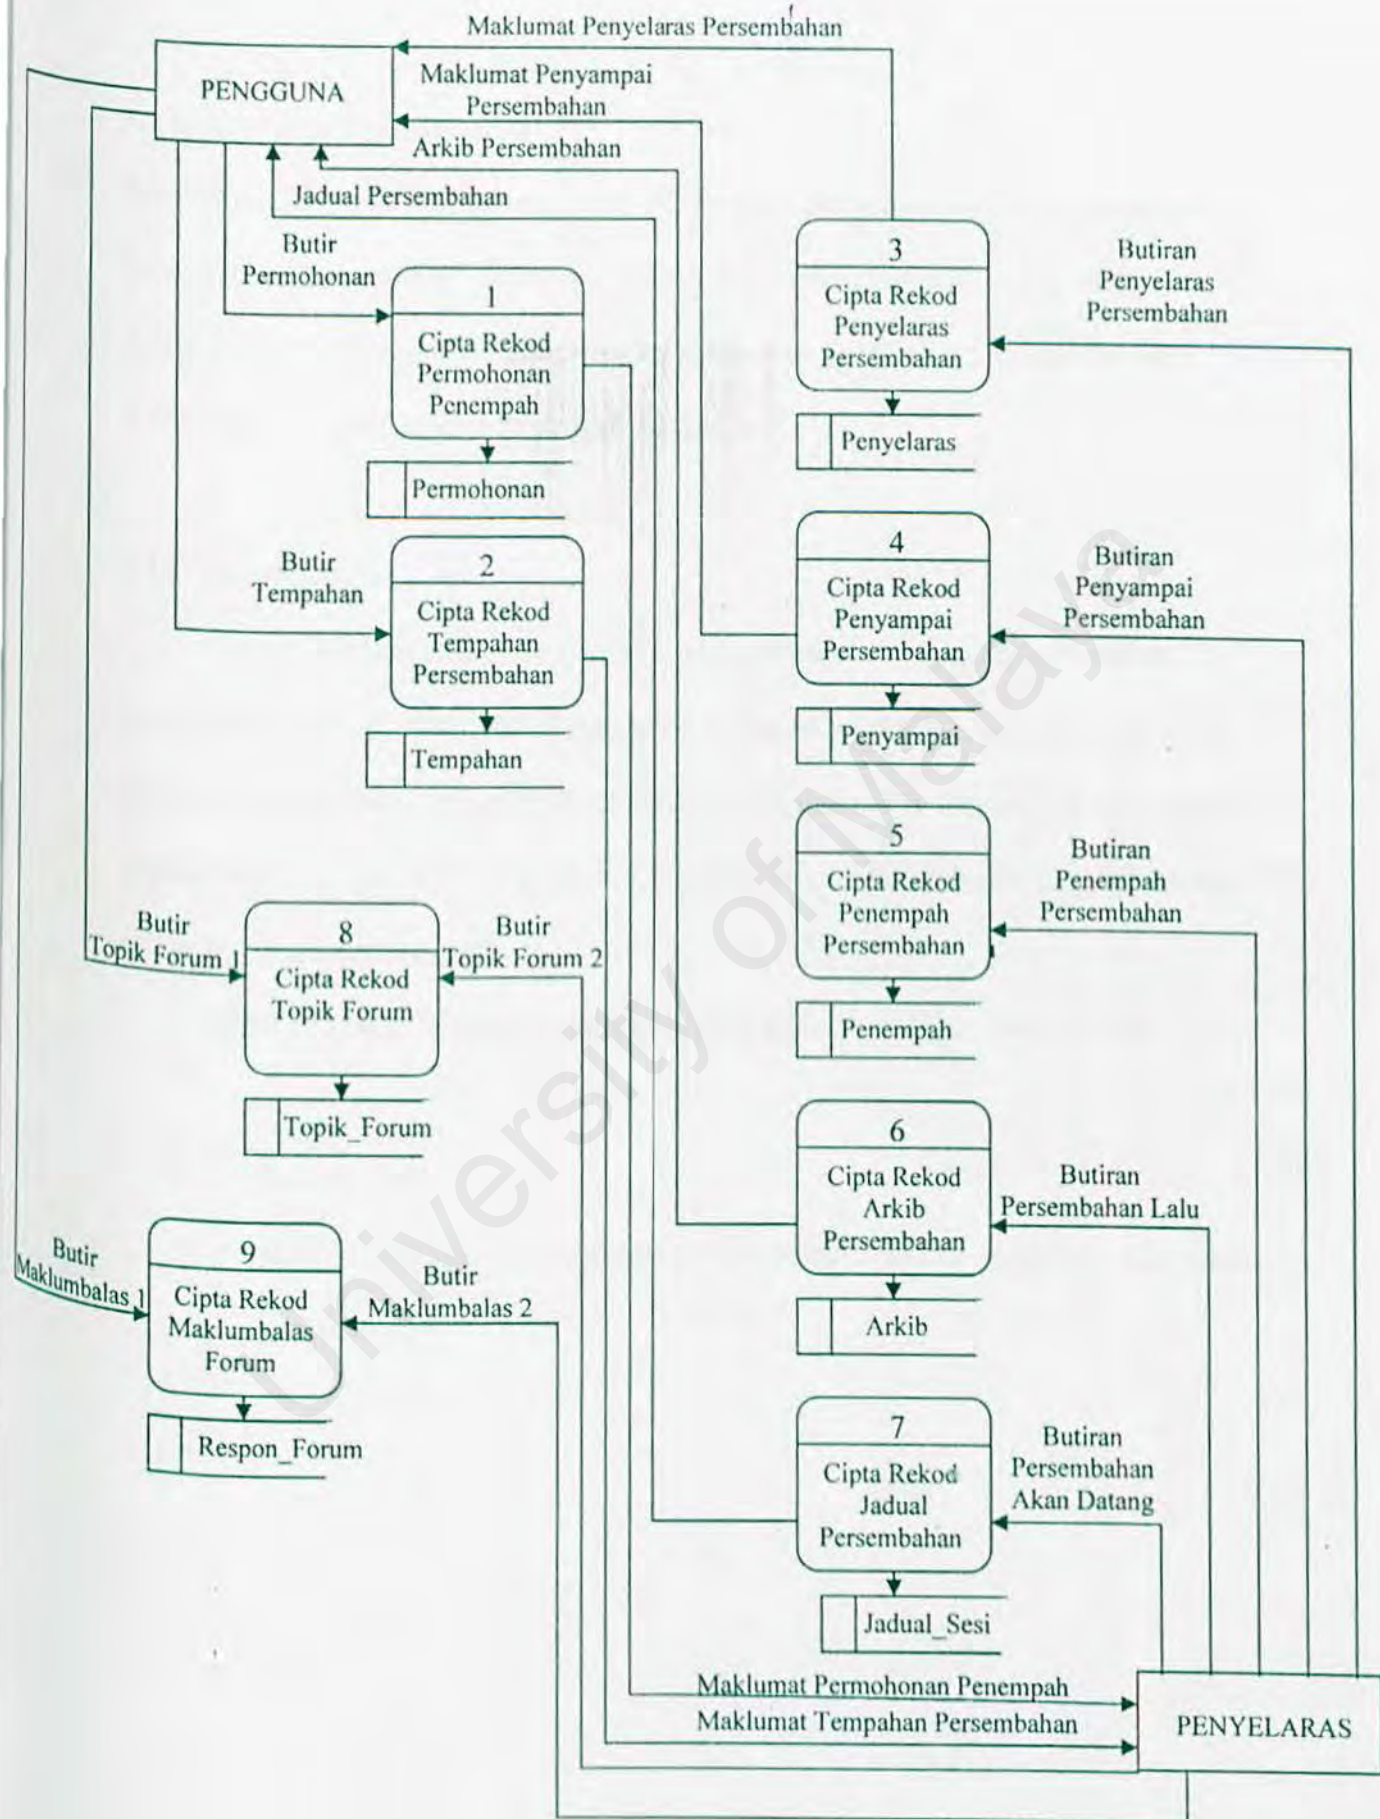 Maklumat Penyelaras Persembahan
PENGGUNA
Maklumat Penyampai
Persembahan
Arkib Persembahan
Jadual Persembahan
Butir
Permohonan
1
Cipta Rekod
Permohonan
Penempah
Permohonan
Butir
Tempahan
2
Cipta Rekod
Tempahan
Persembahan
Tempahan
3
Cipta Rekod
Penyelaras
Persembahan
Butiran
Penyelaras
Persembahan
Penyelaras
4
Cipta Rekod
Penyampai
Persembahan
Butiran
Penyampai
Persembahan
Penyampai
5
Cipta Rekod
Penempah
Persembahan
Butiran
Penempah
Persembahan
Penempah
Butir
Topik Forum 1
8
Cipta Rekod
Topik Forum
Butir
Topik Forum 2
Topik_Forum
6
Cipta Rekod
Arkib
Persembahan
Butiran
Persembahan Lalu
Arkib
Butir
Maklumbalas 1
9
Cipta Rekod
Maklumbalas
Forum
Butir
Maklumbalas 2
Respon_Forum
7
Cipta Rekod
Jadual
Persembahan
Butiran
Persembahan
Akan Datang
Jadual_Sesi
Maklumat Permohonan Penempah
Maklumat Tempahan Persembahan
PENYELARAS
University of Malaya